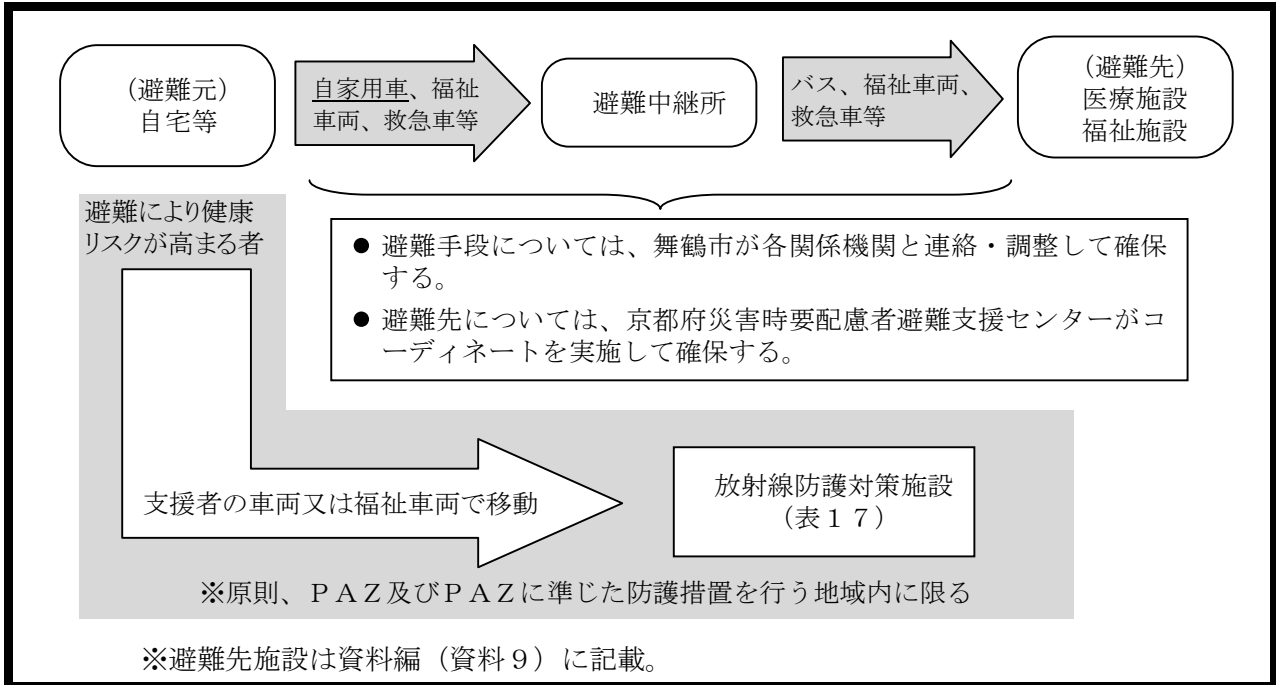 (避難元)
自宅等
自家用車、福祉
車両、救急車等
避難中継所
バス、福祉車両、
救急車等
(避難先)
医療施設
福祉施設
避難により健康
リスクが高まる者
● 避難手段については、舞鶴市が各関係機関と連絡・調整して確保
する。
● 避難先については、京都府災害時要配慮者避難支援センターがコ
ーディネートを実施して確保する。
支援者の車両又は福祉車両で移動
放射線防護対策施設
(表17)
※原則、PAZ及びPAZに準じた防護措置を行う地域内に限る
※避難先施設は資料編(資料9)に記載。